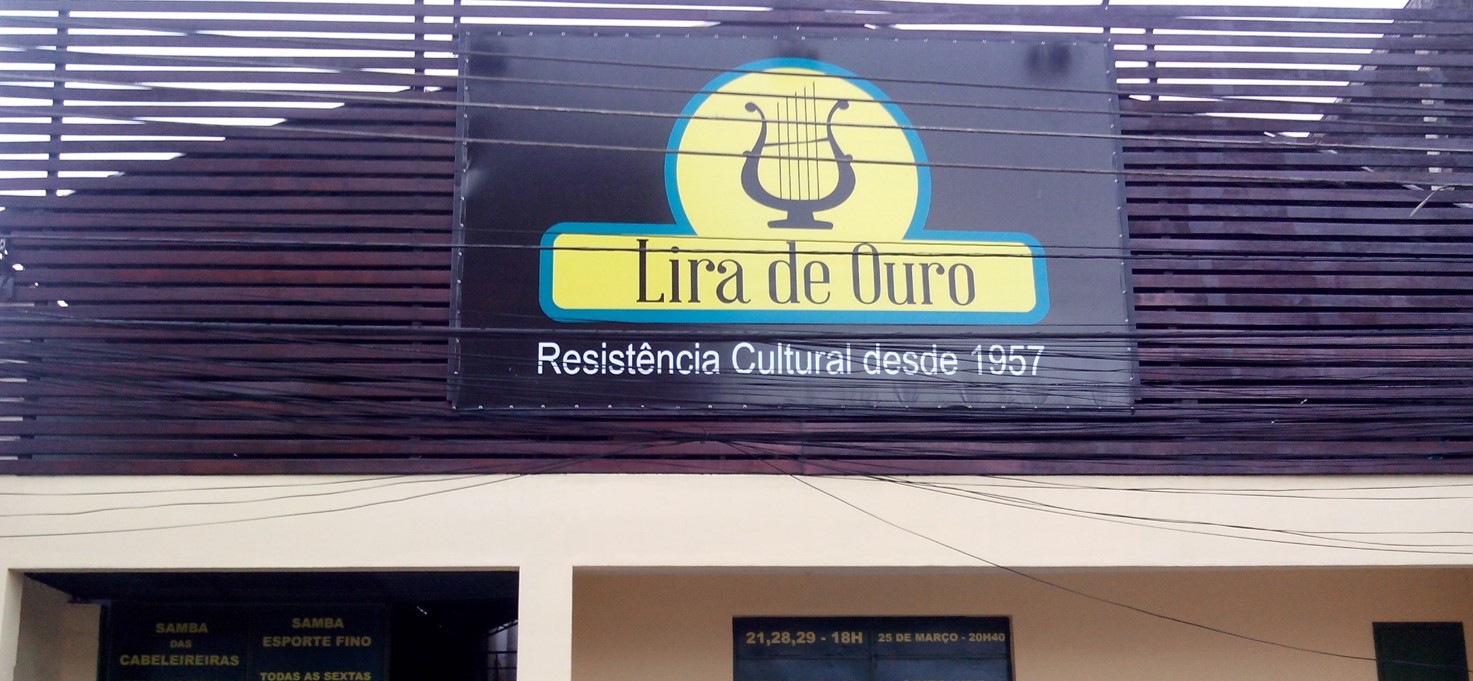 Lira de Ouro
Resistência Cultural desde 1957
SAMBA
DAS
CABELEIREIRAS
SAMBA
ESPORTE FINO
TODAS AS SEXTAS
21,28,29 - 18H
25 DE MARÇO - 20H40